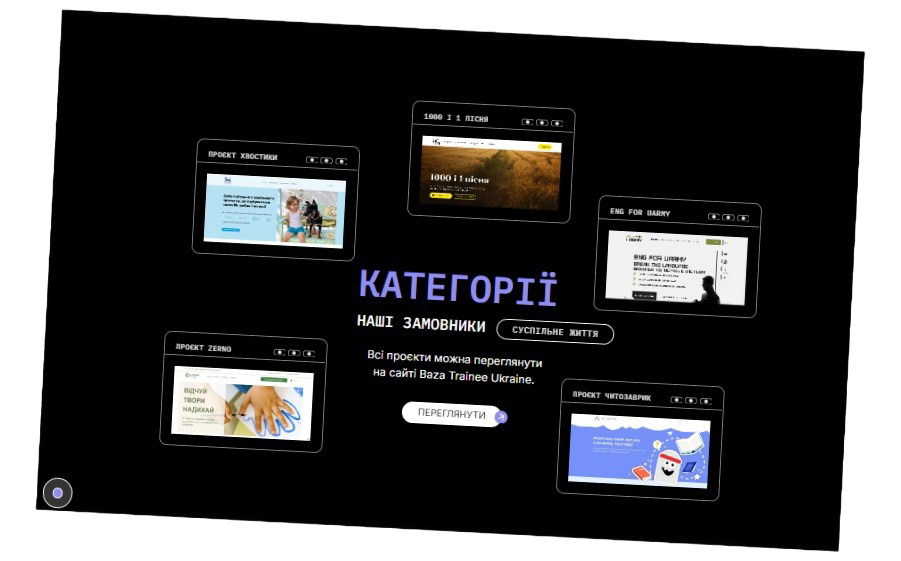 1000 І 1 ПІСНЯ
ПРОЄКТ ХВОСТИКИ
1000 і 1 пісня
ENG FOR UARMY
ENG FOR UARMY
КАТЕГОРІЇ
НАШІ ЗАМОВНИКИ
СУСПІЛЬНЕ ЖИТТЯ
Всі проєкти можна переглянути
на сайті Baza Trainee Ukraine.
ПЕРЕГЛЯНУТИ
ПРОЄКТ ZERNO
ВІДЧУЙ
ТВОРИ
НАДИХАЙ
ПРОЄКТ ЧИТОЗАВРИК